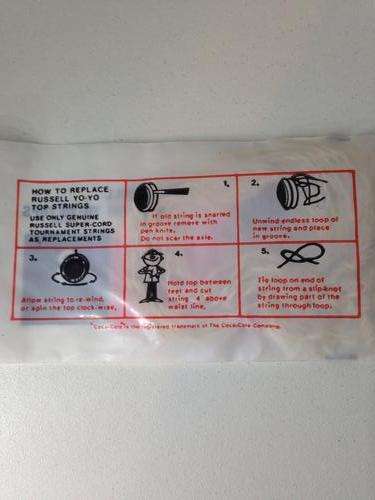 HOW TO REPLACE
RUSSELL YO-YO
TOP STRINGS
USE ONLY GENUINE
RUSSELL SUPER-CORD
TOURNAMENT STRINGS
AS REPLACEMENTS
1.
If old string is snarled
in groove remove with
pen knife.
Do not scar the axle.
2.
Unwind endless loop of
new string and place
in groove.
3.
Allow string to re-wind,
or spin the top clock-wise.
4.
Hold top between
feet and cut
string 4 above
waist line.
5.
Tie loop on end of
string from a slip-knot
by drawing part of the
string through loop.
Coca-Cola is the registered trademark of The Coca-Cola Company.